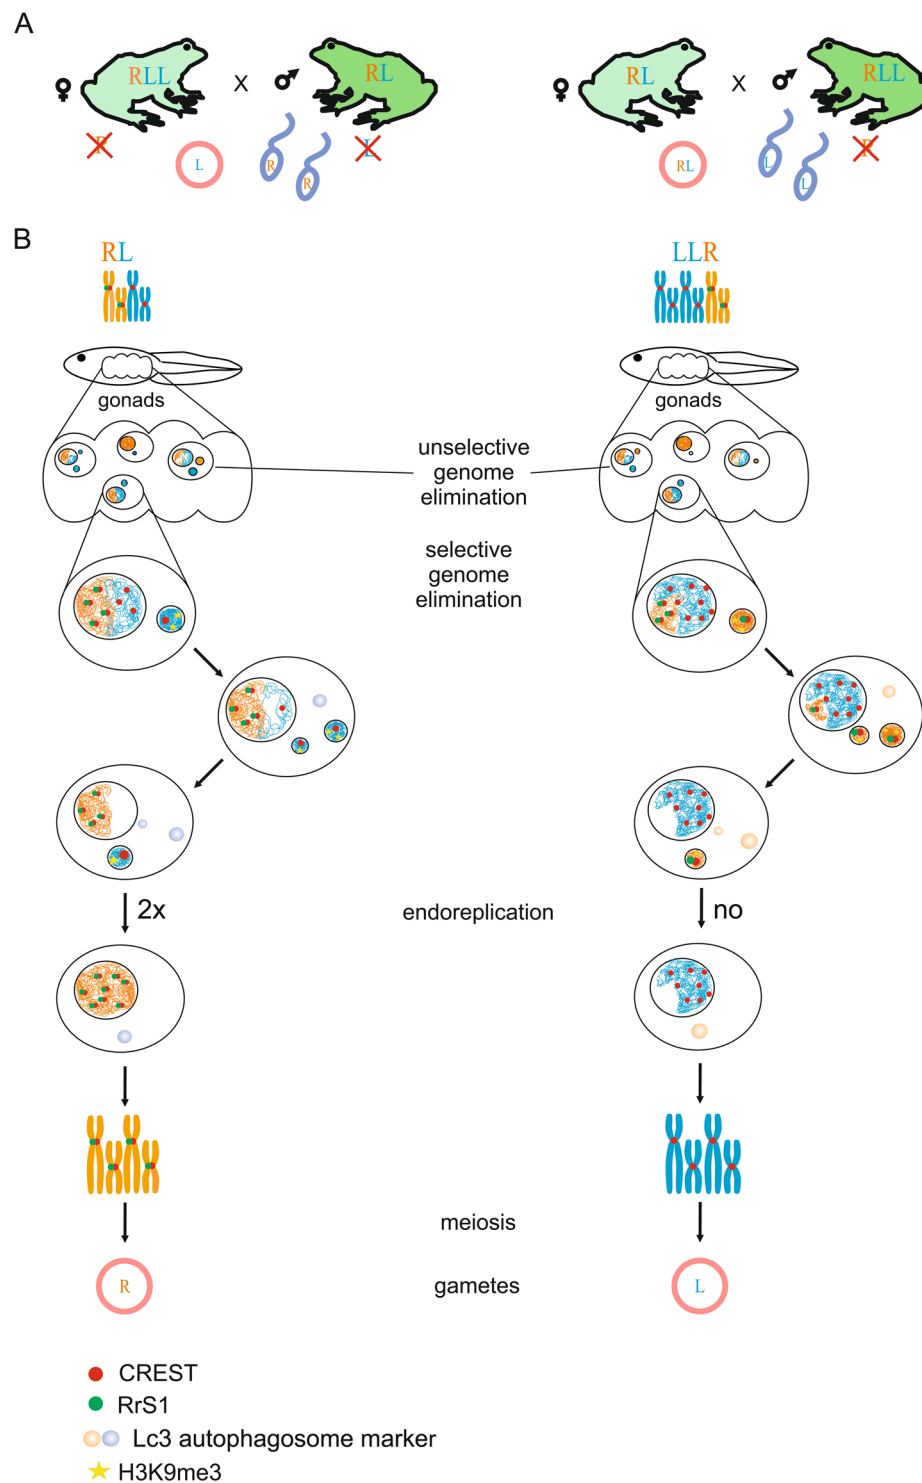 A
♀ RLL X ♂ RL
♀ RL X ♂ RLL
R L R R L
R RL L L R
B
RL LLR
gonads gonads
unselective
genome
elimination
selective
genome
elimination
2x endoreplication no
meiosis
R gametes L
CREST
RrS1
Lc3 autophagosome marker
H3K9me3